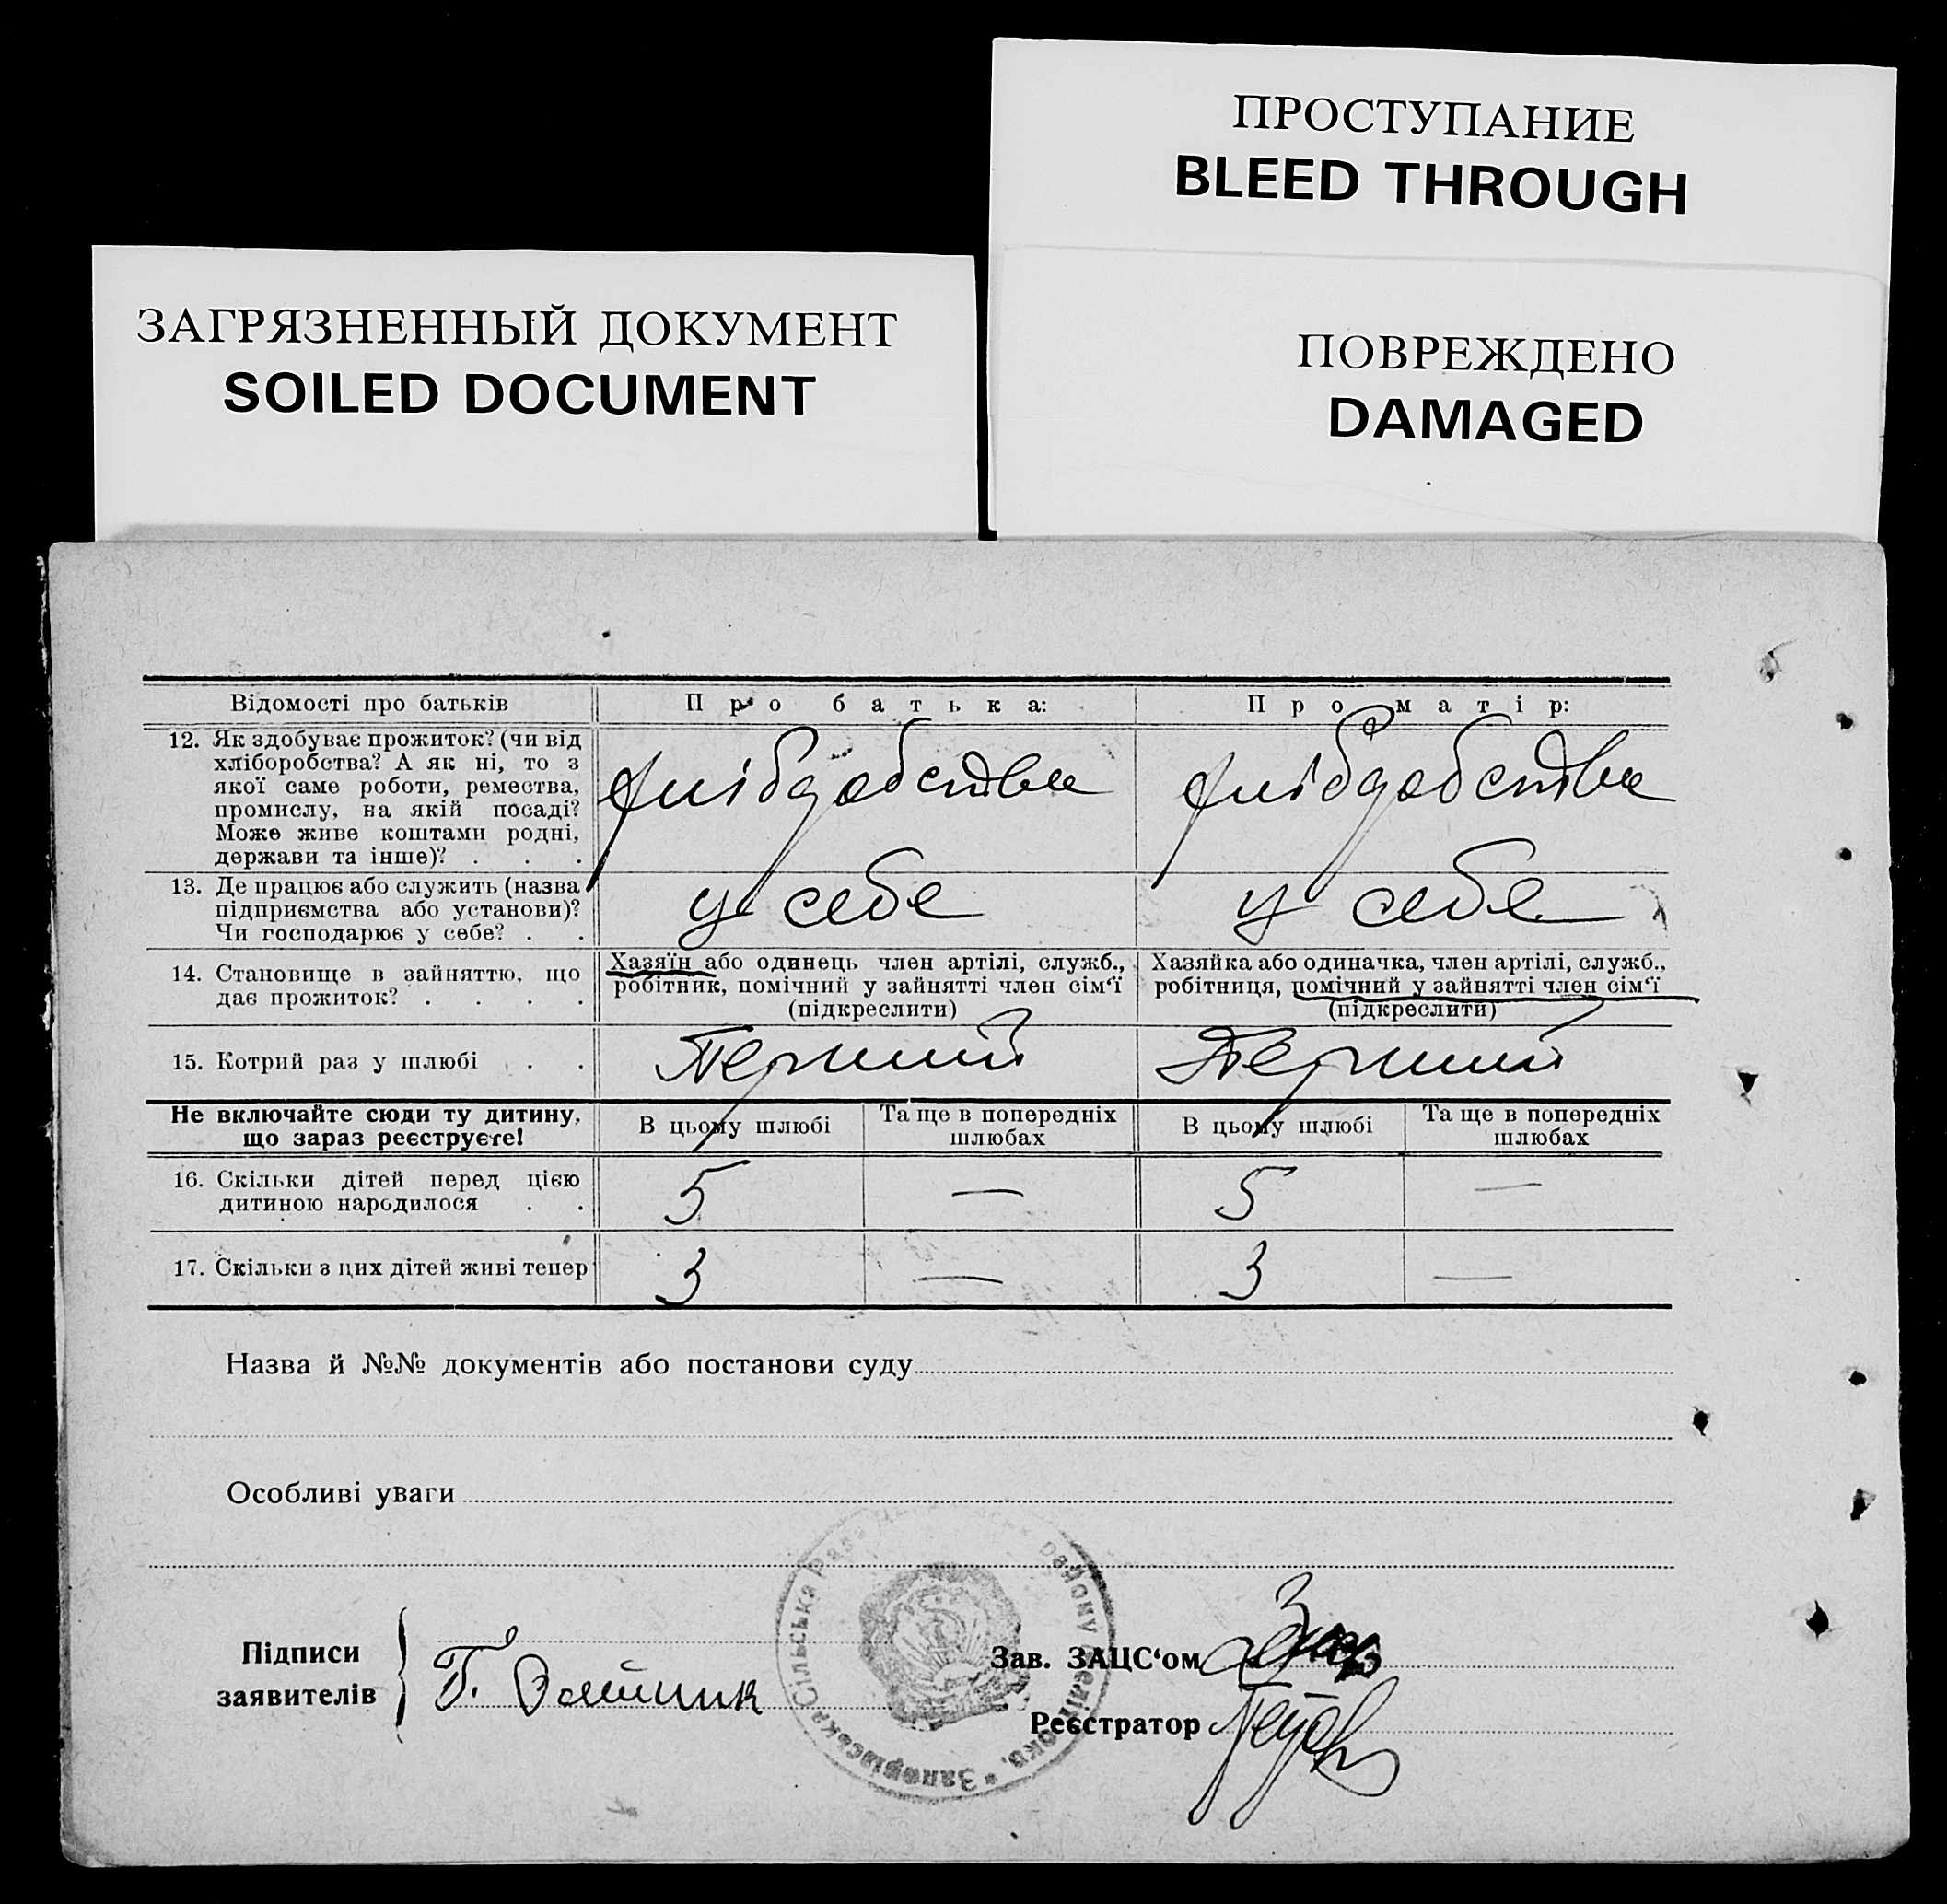 ПРОСТУПАНИЕ
BLEED THROUGH
ЗАГРЯЗНЕННЫЙ ДОКУМЕНТ
SOILED DOCUMENT
ПОВРЕЖДЕНО
DAMAGED
Відомості про батьків
Про батька:
Про матір:
12. Як здобуває прожиток? (чи від
хліборобства? А як ні, то з
якої саме роботи, ремества,
промислу, на якій посаді?
Може живе коштами родні,
держави та інше)? . . .
хлібдобства
хлібдобства
13. Де працює або служить (назва
підприємства або установи)?
Чи господарює у себе? . .
у себе
у себе
14. Становище в зайняттю, що
дає прожиток? . . . .
Хазяїн або одинець член артілі, служб.,
робітник, помічний у зайнятті член сім‘ї
(підкреслити)
Хазяйка або одиначка, член артілі, служб.,
робітниця, помічний у зайнятті член сім‘ї
(підкреслити)
15. Котрий раз у шлюбі . .
Перший
Перший
Не включайте сюди ту дитину,
що зараз реєструєте!
В цьому шлюбі
Та ще в попередніх
шлюбах
В цьому шлюбі
Та ще в попередніх
шлюбах
16. Скільки дітей перед цією
дитиною народилося . .
5
—
5
—
17. Скільки з цих дітей живі тепер
3
—
3
—
Назва й №№ документів або постанови суду
Особливі уваги
Підписи
заявителів
Г.
Зав. ЗАЦС‘ом
Реєстратор
Сільська Рада
району